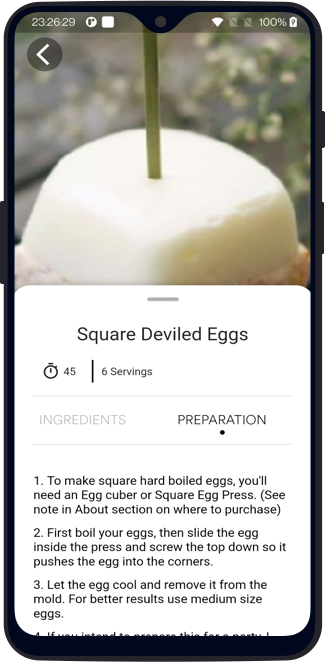 23:26:29 100%
Square Deviled Eggs
45 6 Servings
INGREDIENTS PREPARATION
1. To make square hard boiled eggs, you'll
need an Egg cuber or Square Egg Press. (See
note in About section on where to purchase)
2. First boil your eggs, then slide the egg
inside the press and screw the top down so it
pushes the egg into the corners.
3. Let the egg cool and remove it from the
mold. For better results use medium size
eggs.
4. If you intend to prepare this for a party, I